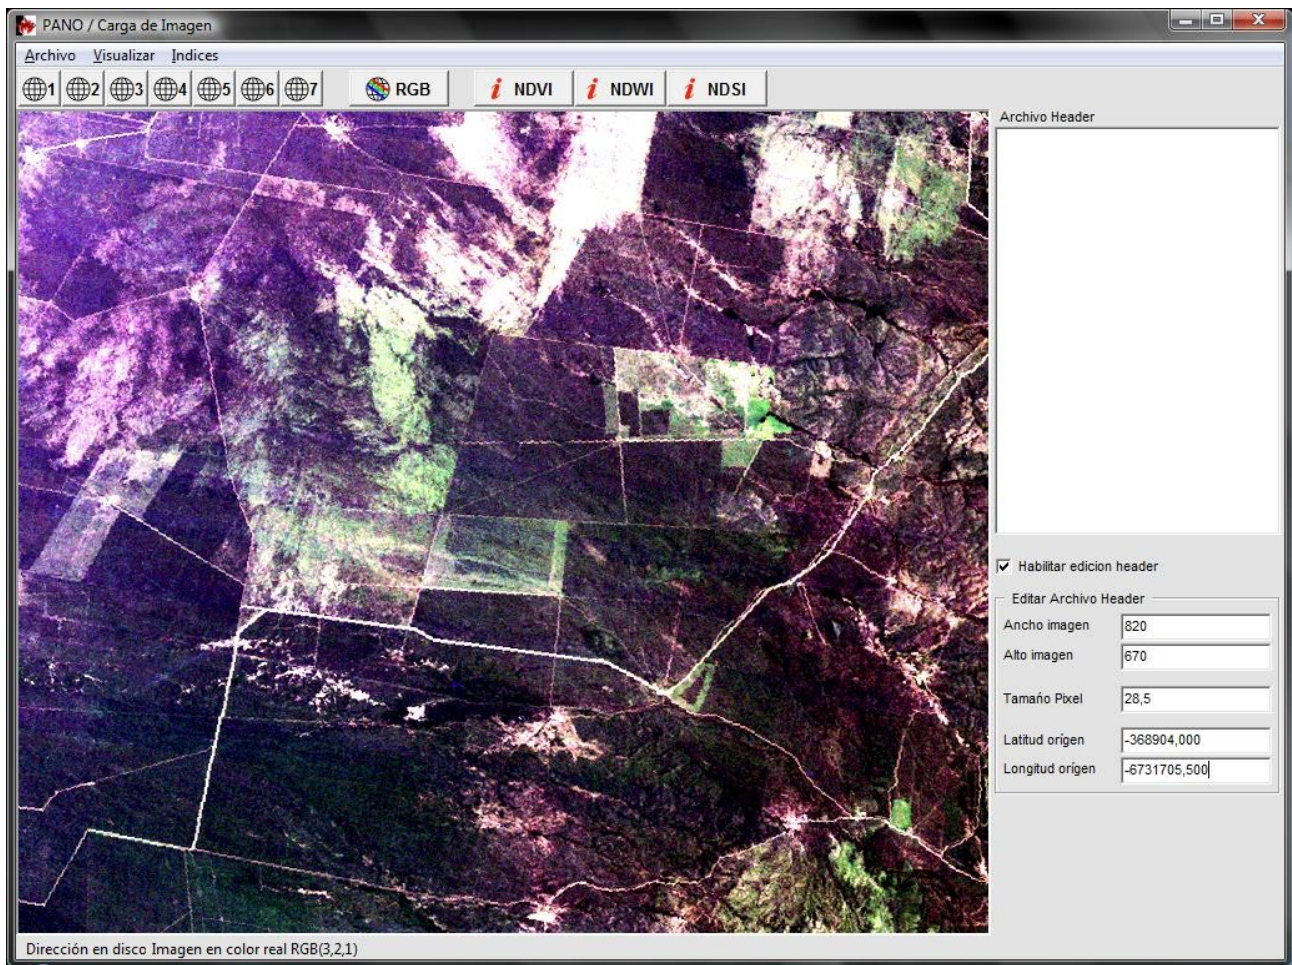 PANO / Carga de Imagen
Archivo Visualizar Indices
1 2 3 4 5 6 7 RGB i NDVI i NDWI i NDSI
Archivo Header
Habilitar edicion header
Editar Archivo Header
Ancho imagen 820
Alto imagen 670
Tamaño Pixel 28,5
Latitud orígen -368904,000
Longitud orígen -6731705,500
Dirección en disco Imagen en color real RGB(3,2,1)